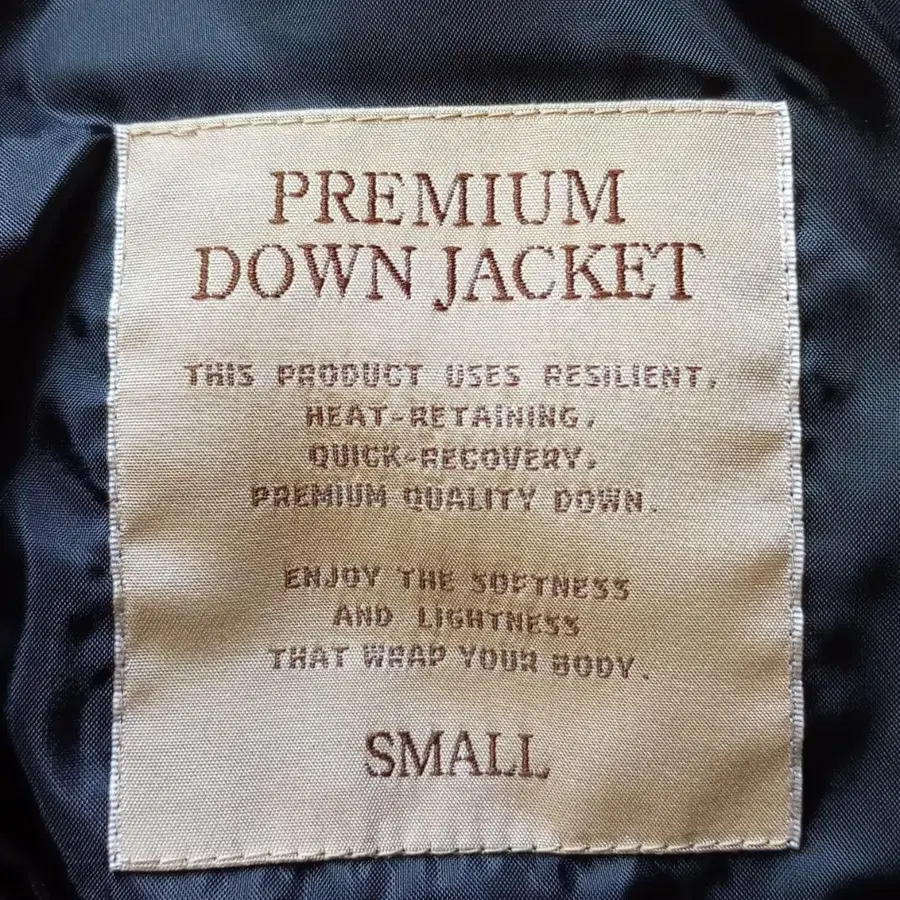 PREMIUM
DOWN JACKET
THIS PRODUCT USES RESILIENT,
HEAT-RETAINING,
QUICK-RECOVERY,
PREMIUM QUALITY DOWN.
ENJOY THE SOFTNESS
AND LIGHTNESS
THAT WRAP YOUR BODY.
SMALL